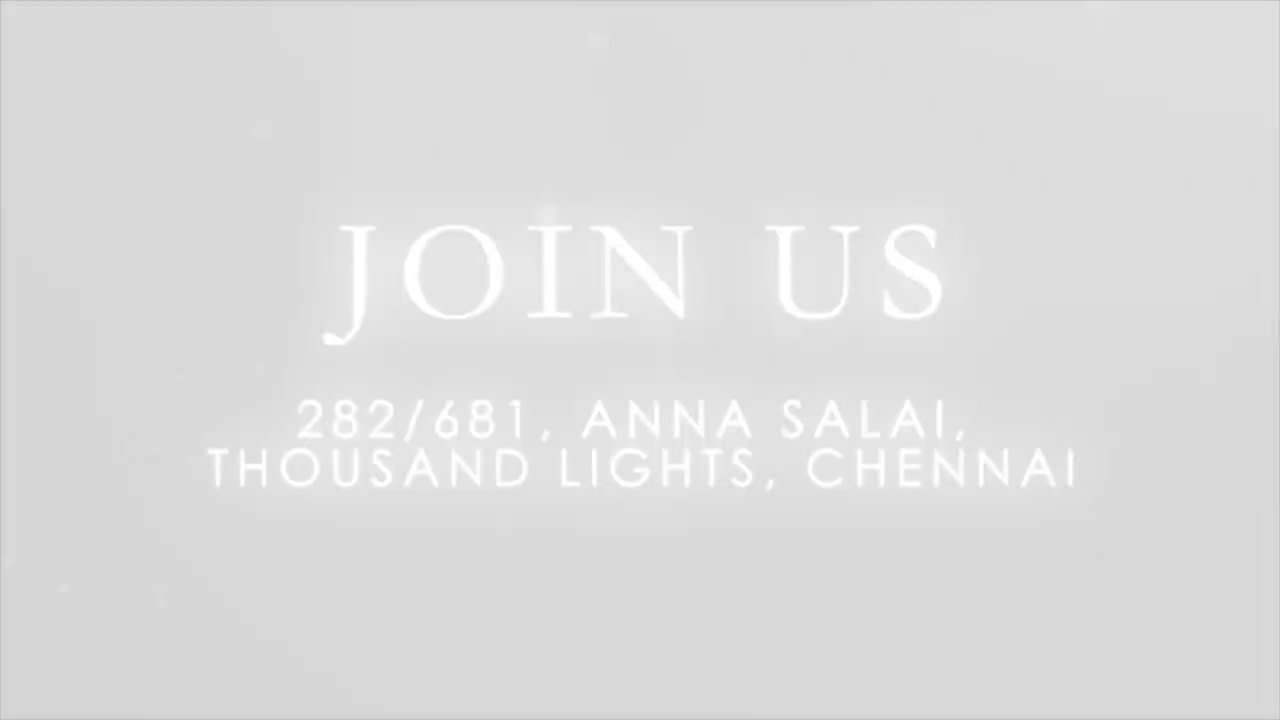 JOIN US
282/681, ANNA SALAI,
THOUSAND LIGHTS, CHENNAI